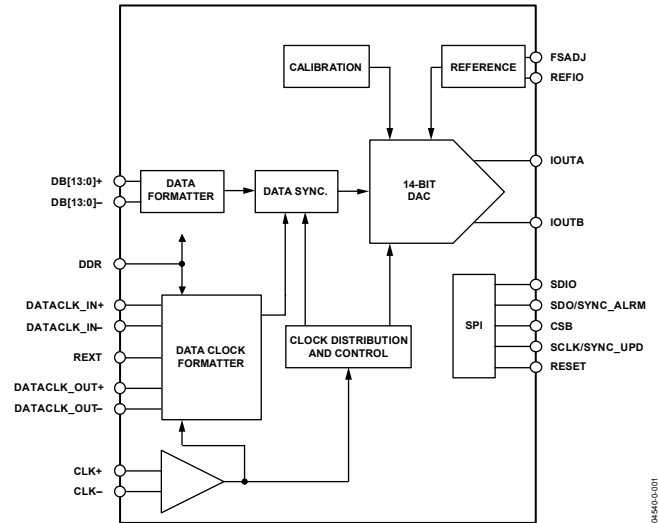 CALIBRATION
REFERENCE
FSADJ
REFIO
DB[13:0]+
DB[13:0]–
DATA
FORMATTER
DATA SYNC.
14-BIT
DAC
IOUTA
IOUTB
DDR
DATACLK_IN+
DATACLK_IN–
REXT
DATACLK_OUT+
DATACLK_OUT–
DATA CLOCK
FORMATTER
CLOCK DISTRIBUTION
AND CONTROL
SPI
SDIO
SDO/SYNC_ALRM
CSB
SCLK/SYNC_UPD
RESET
CLK+
CLK–
04540-0-001